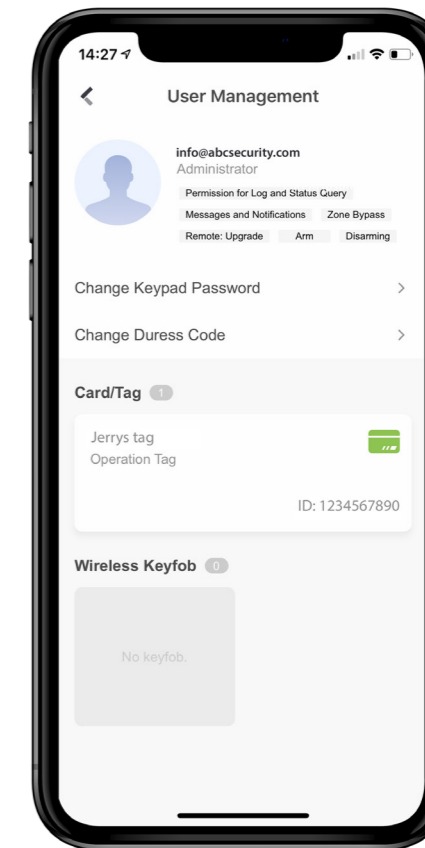 14:27
User Management
info@abcsecurity.com
Administrator
Permission for Log and Status Query
Messages and Notifications Zone Bypass
Remote: Upgrade Arm Disarming
Change Keypad Password
Change Duress Code
Card/Tag 1
Jerrys tag
Operation Tag
ID: 1234567890
Wireless Keyfob 0
No keyfob.